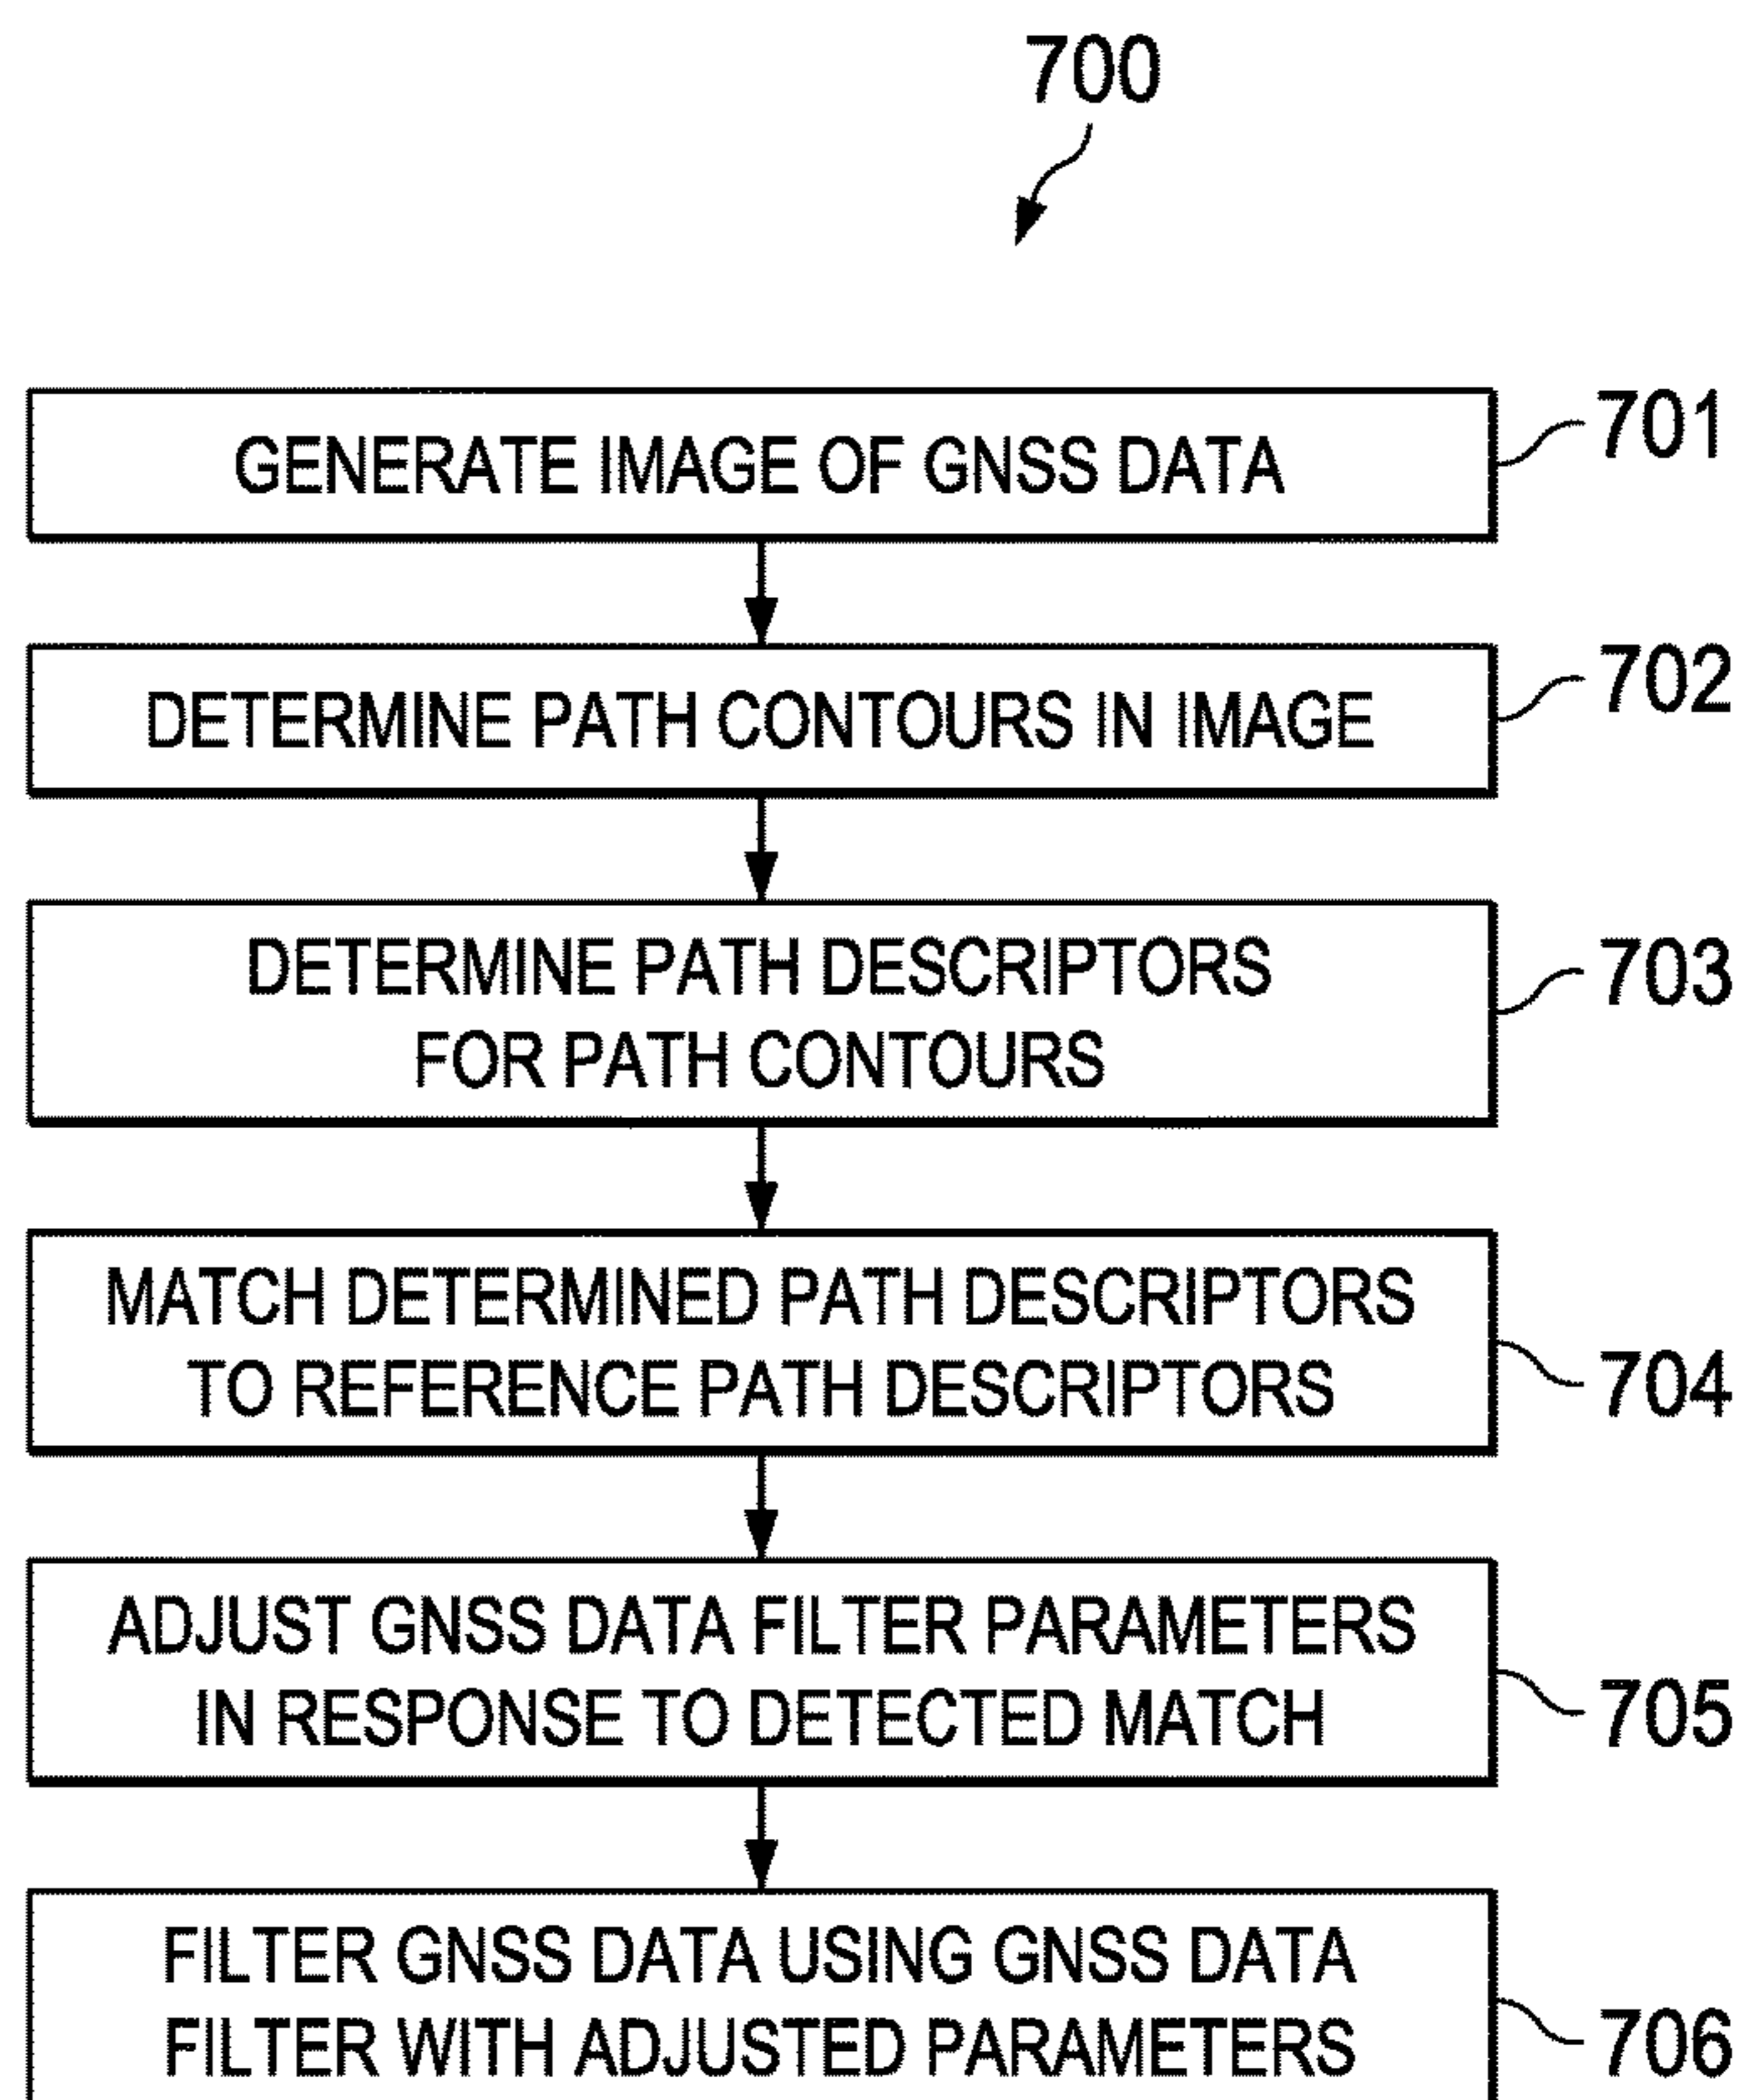 700
GENERATE IMAGE OF GNSS DATA
701
DETERMINE PATH CONTOURS IN IMAGE
702
DETERMINE PATH DESCRIPTORS
FOR PATH CONTOURS
703
MATCH DETERMINED PATH DESCRIPTORS
TO REFERENCE PATH DESCRIPTORS
704
ADJUST GNSS DATA FILTER PARAMETERS
IN RESPONSE TO DETECTED MATCH
705
FILTER GNSS DATA USING GNSS DATA
FILTER WITH ADJUSTED PARAMETERS
706